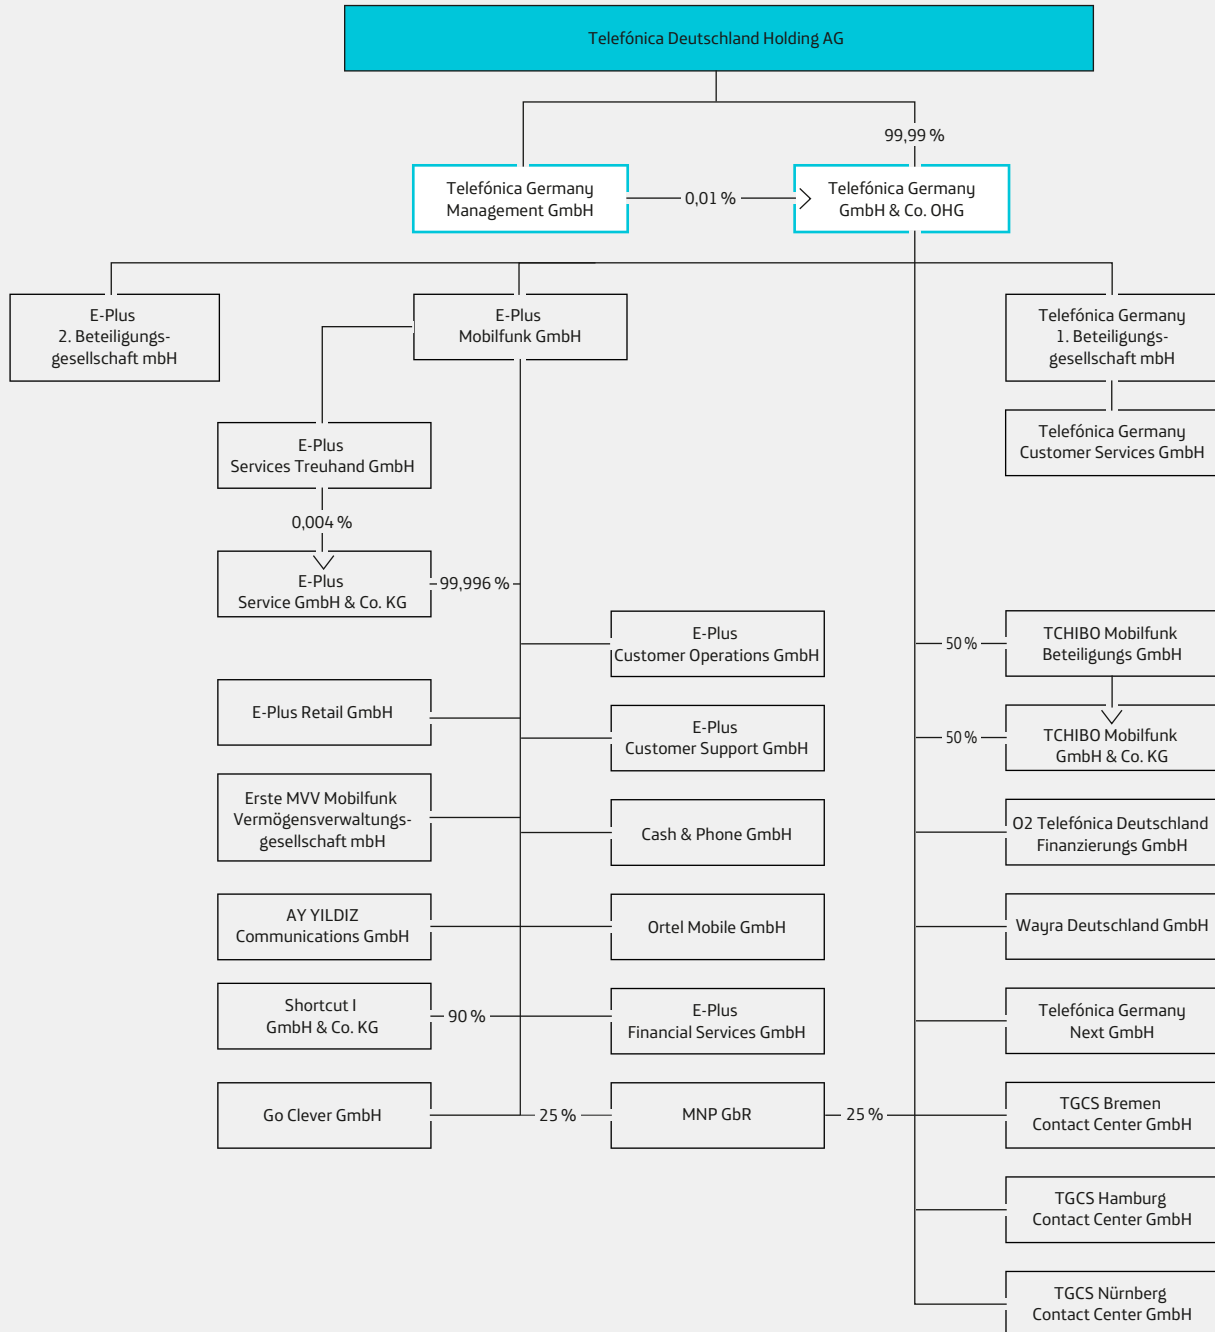 Telefónica Deutschland Holding AG
99,99 %
Telefónica Germany
Management GmbH
0,01 %
Telefónica Germany
GmbH & Co. OHG
E-Plus
2. Beteiligungs-
gesellschaft mbH
E-Plus
Mobilfunk GmbH
Telefónica Germany
1. Beteiligungs-
gesellschaft mbH
E-Plus
Services Treuhand GmbH
Telefónica Germany
Customer Services GmbH
0,004 %
E-Plus
Service GmbH & Co. KG
99,996 %
E-Plus
Customer Operations GmbH
50 %
TCHIBO Mobilfunk
Beteiligungs GmbH
E-Plus Retail GmbH
E-Plus
Customer Support GmbH
50 %
TCHIBO Mobilfunk
GmbH & Co. KG
Erste MVV Mobilfunk
Vermögensverwaltungs-
gesellschaft mbH
Cash & Phone GmbH
O2 Telefónica Deutschland
Finanzierungs GmbH
AY YILDIZ
Communications GmbH
Ortel Mobile GmbH
Wayra Deutschland GmbH
Shortcut I
GmbH & Co. KG
90 %
E-Plus
Financial Services GmbH
Telefónica Germany
Next GmbH
Go Clever GmbH
25 %
MNP GbR
25 %
TGCS Bremen
Contact Center GmbH
TGCS Hamburg
Contact Center GmbH
TGCS Nürnberg
Contact Center GmbH